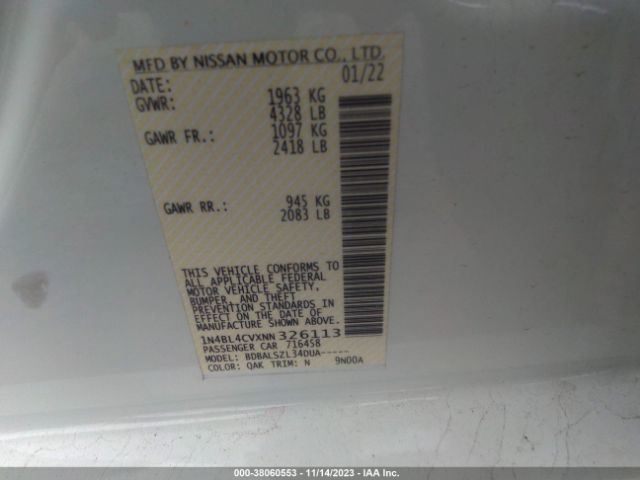 MFD BY NISSAN MOTOR CO., LTD.
DATE: 01/22
GVWR: 1963 KG
4328 LB
GAWR FR.: 1097 KG
2418 LB
GAWR RR.: 945 KG
2083 LB
THIS VEHICLE CONFORMS TO
ALL APPLICABLE FEDERAL
MOTOR VEHICLE SAFETY,
BUMPER, AND THEFT
PREVENTION STANDARDS IN
EFFECT ON THE DATE OF
MANUFACTURE SHOWN ABOVE.
1N4BL4CVXNN326113
PASSENGER CAR 716458
MODEL: BDBALSZL34DUA-----
COLOR: QAK TRIM: N 9N00A
000-38060553 — 11/14/2023 — IAA Inc.